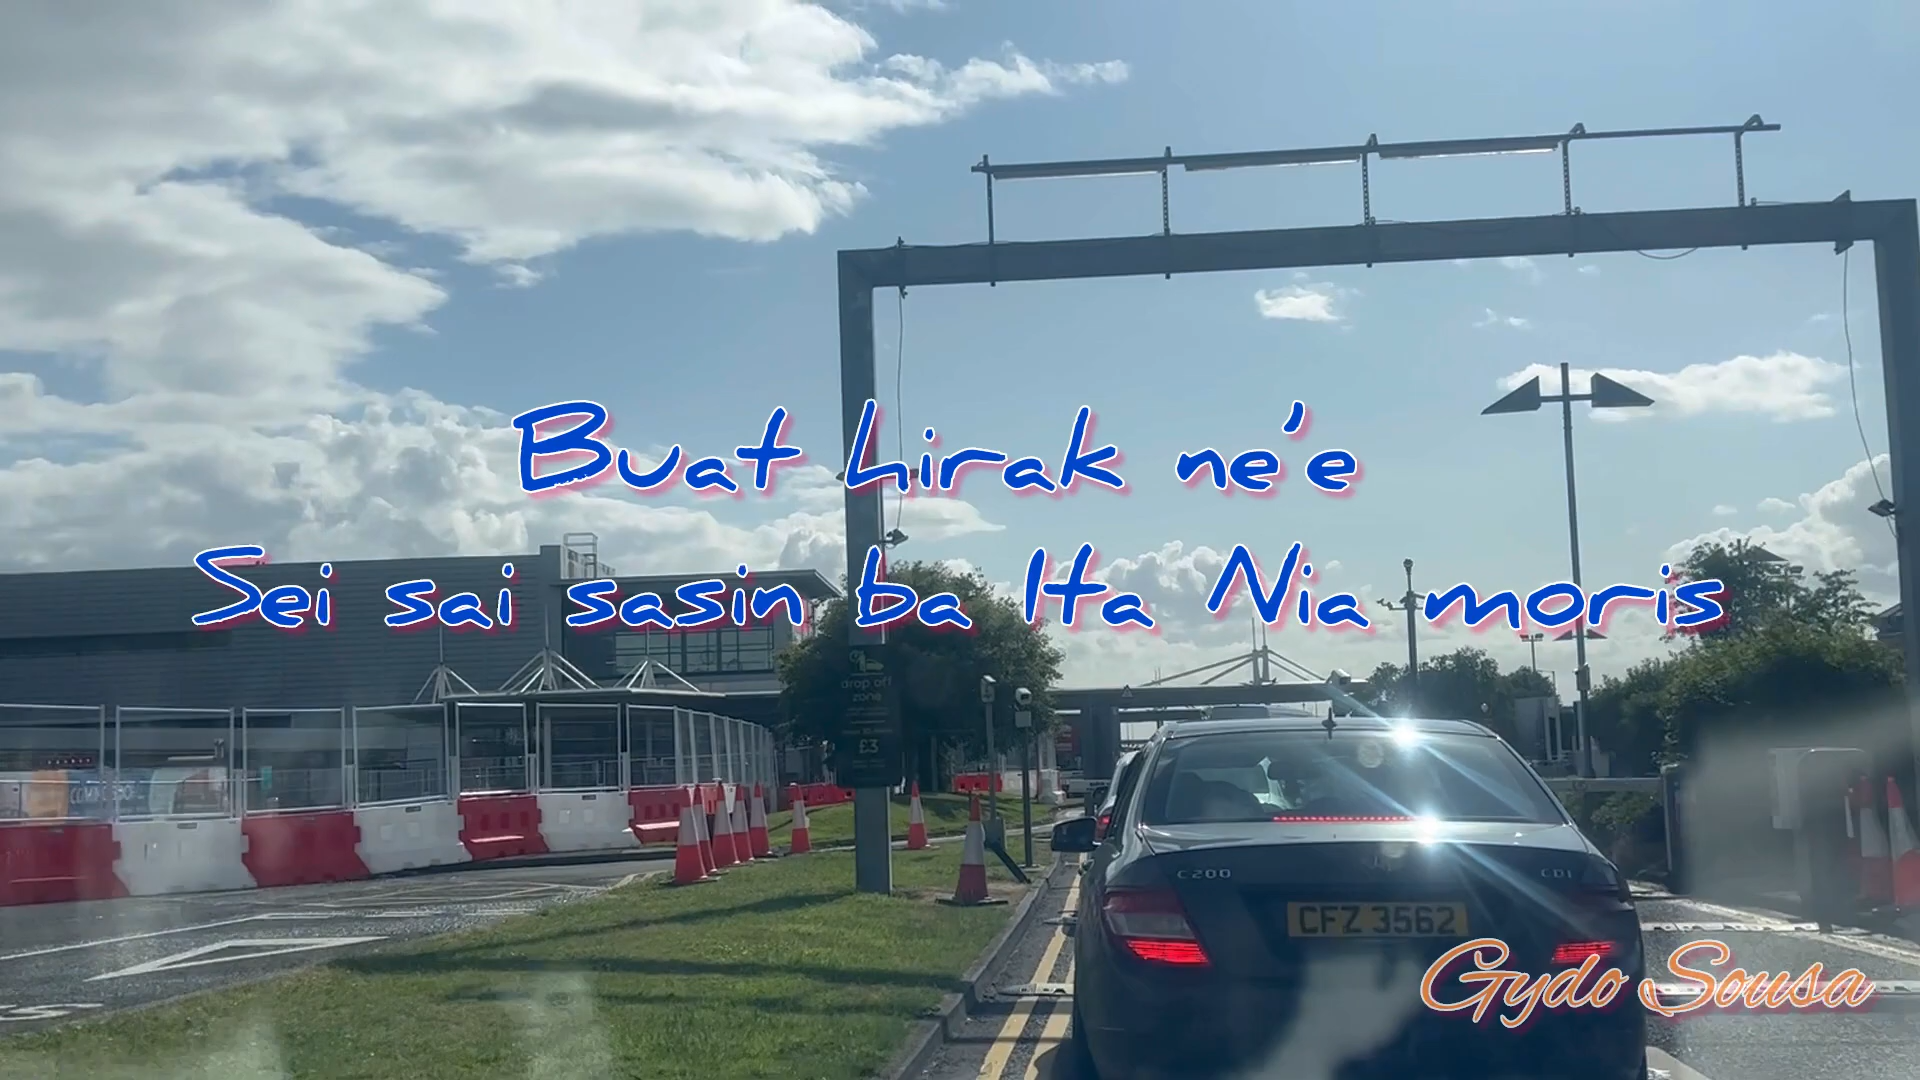 Buat hirak ne'e
Sei sai sasin ba Ita Nia moris
drop off
zone
£3
C200
CDI
CFZ 3562
Gydo Sousa